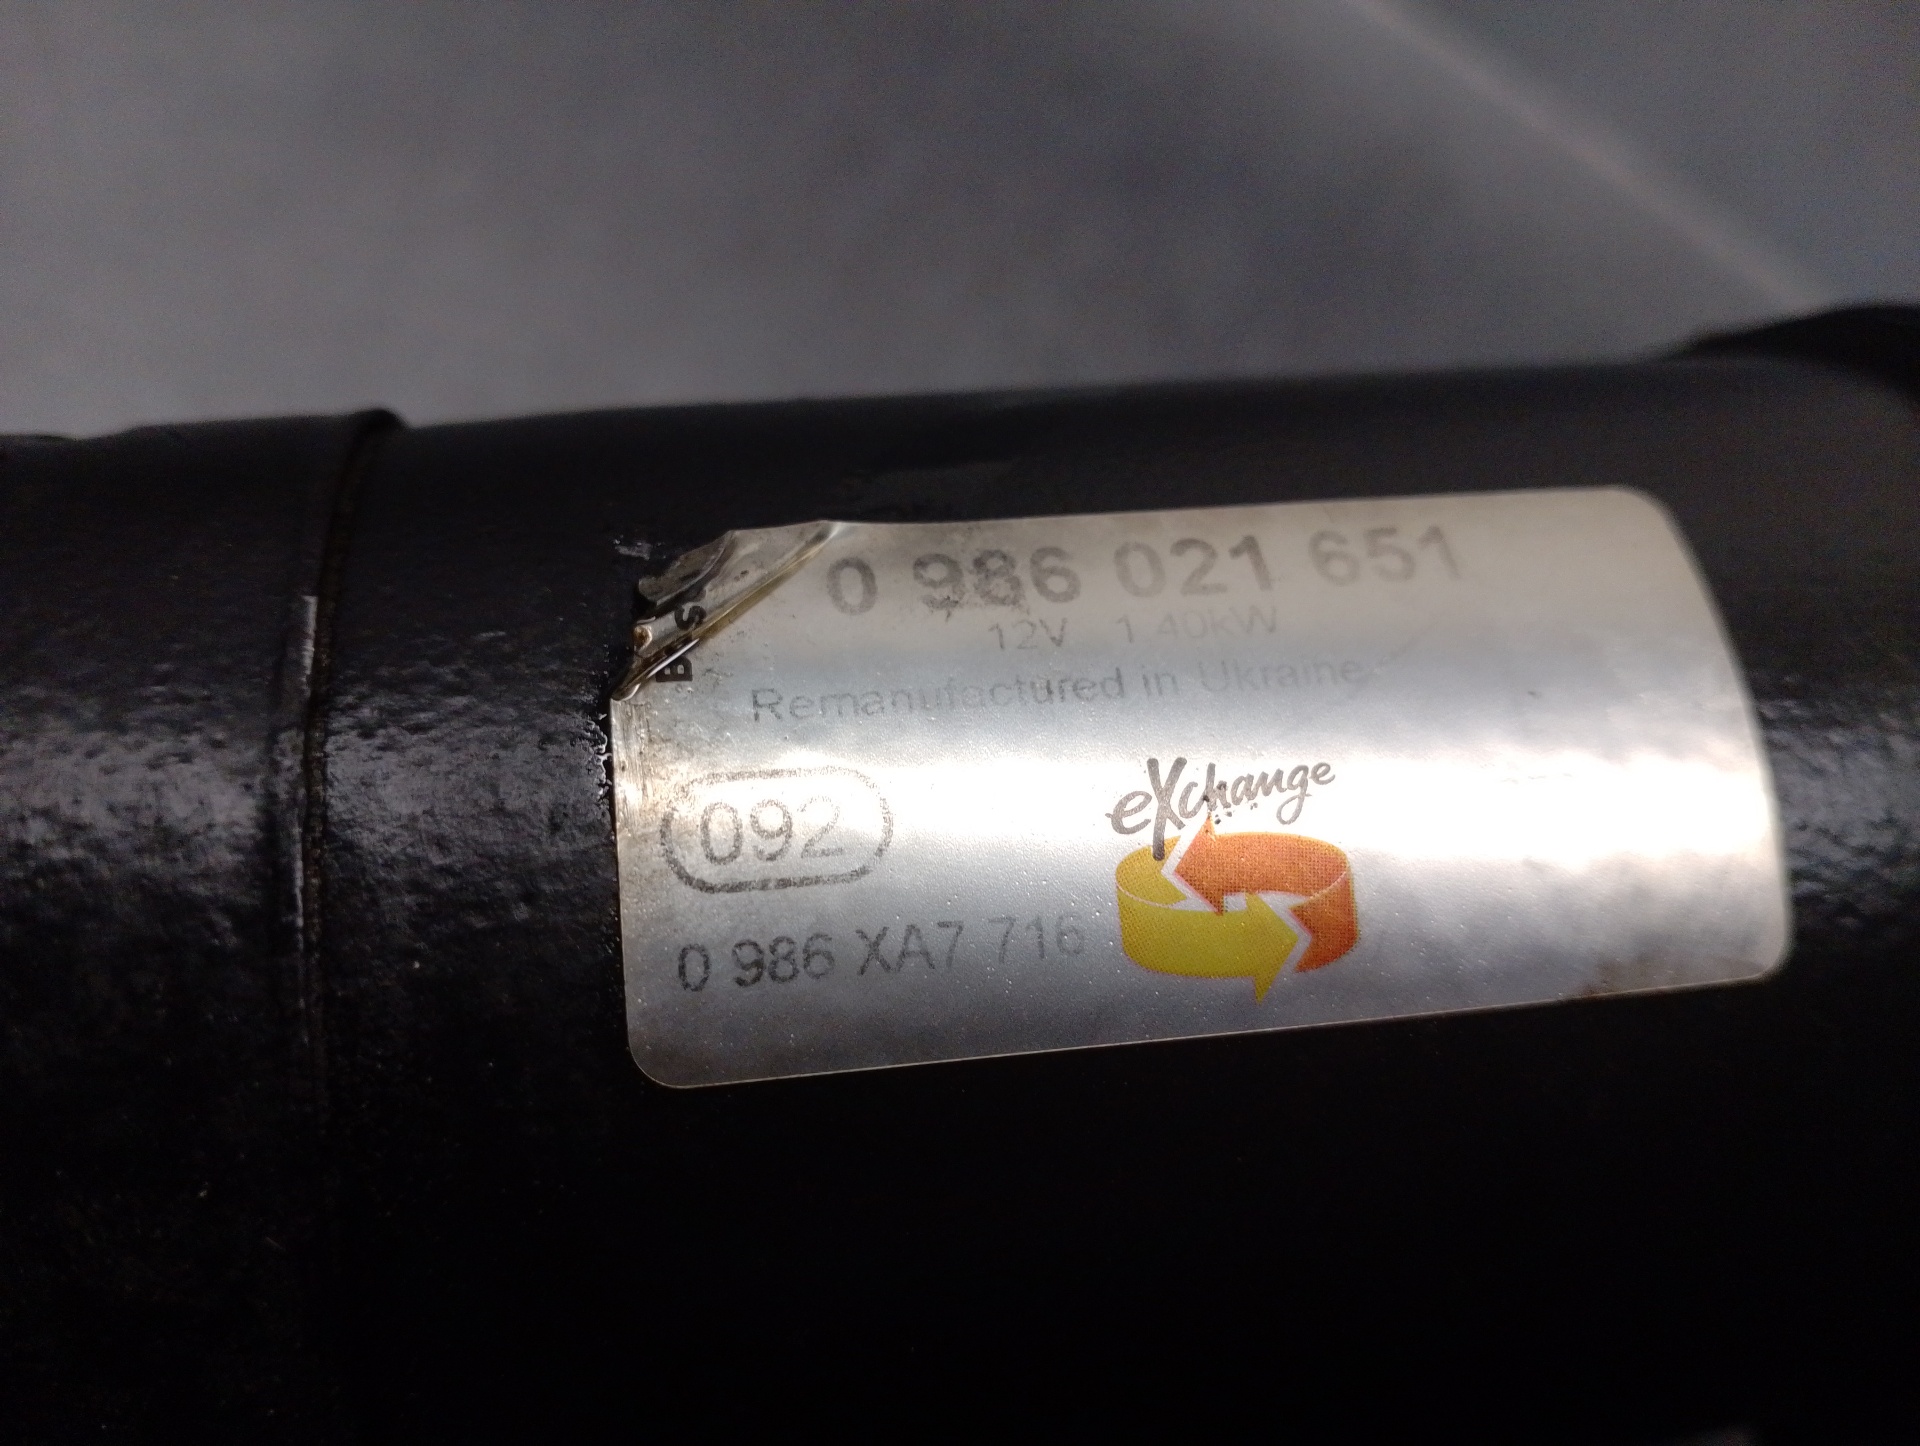 0 986 021 651
12V 1.40kW
Remanufactured in Ukraine
092
eXchange
0 986 XA7 716